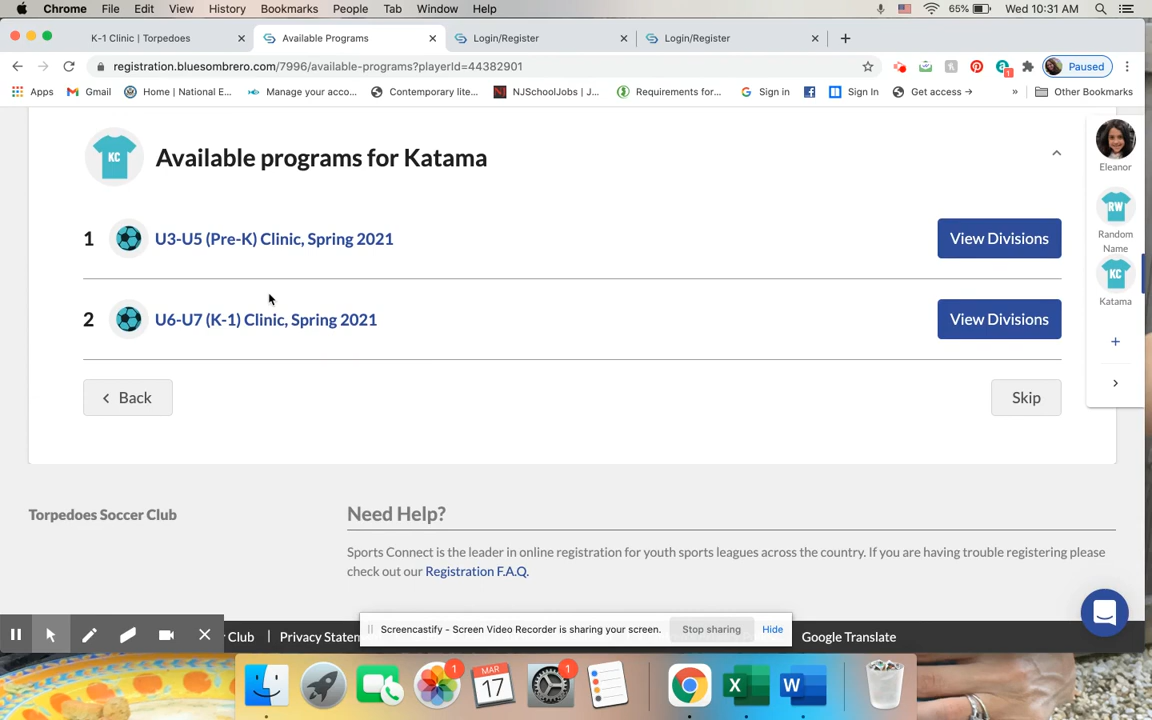 Chrome File Edit View History Bookmarks People Tab Window Help 65% Wed 10:31 AM
K-1 Clinic | Torpedoes Available Programs Login/Register Login/Register
registration.bluesombrero.com/7996/available-programs?playerId=44382901 Paused
Apps Gmail Home | National E... Manage your acco... Contemporary lite... NJSchoolJobs | J... Requirements for... Sign in Sign In Get access → » Other Bookmarks
KC Available programs for Katama
Eleanor
1 U3-U5 (Pre-K) Clinic, Spring 2021 View Divisions
RW
Random
Name
KC
Katama
2 U6-U7 (K-1) Clinic, Spring 2021 View Divisions
Back Skip
Torpedoes Soccer Club Need Help?
Sports Connect is the leader in online registration for youth sports leagues across the country. If you are having trouble registering please
check out our Registration F.A.Q.
Screencastify - Screen Video Recorder is sharing your screen. Stop sharing Hide
r Club | Privacy Staten Google Translate
1 MAR 17 1 X W